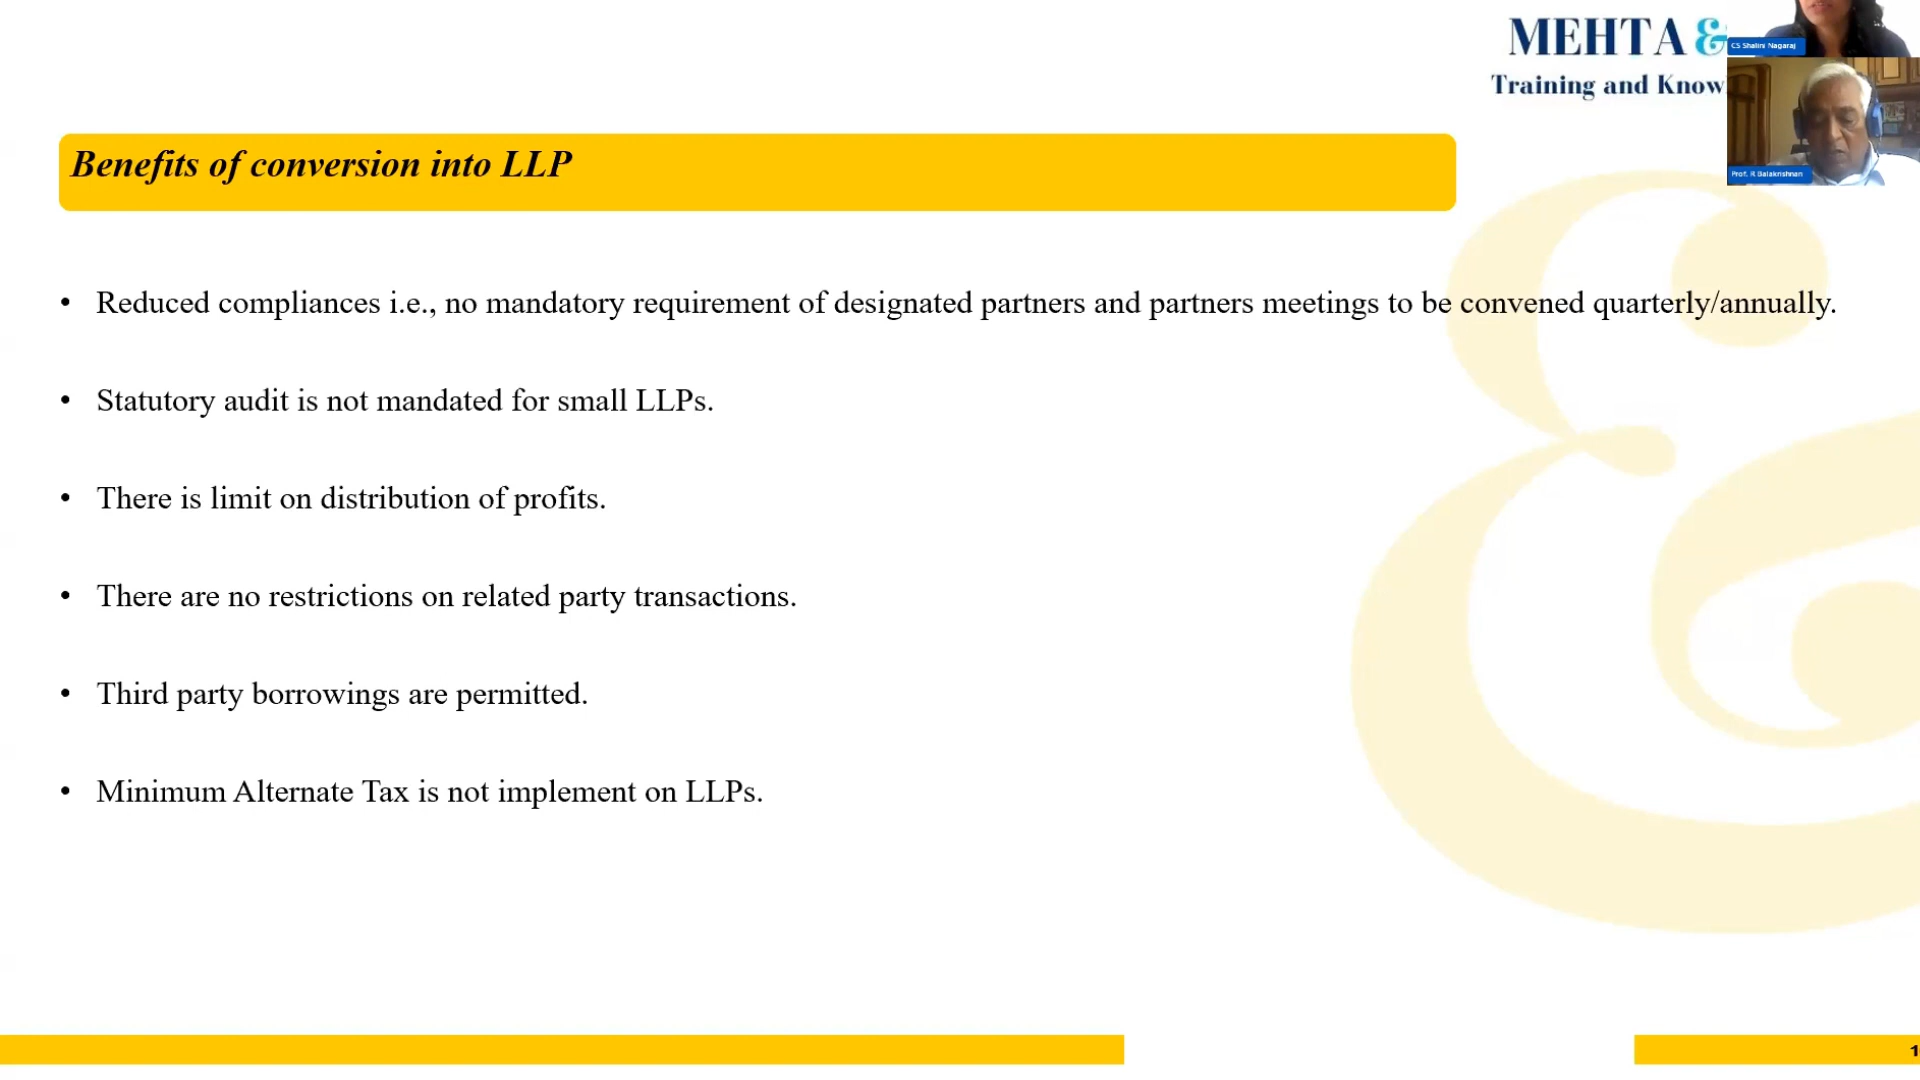 MEHTA &
Training and Know
CS Shalini Nagaraj
Prof. R Balakrishnan
Benefits of conversion into LLP
• Reduced compliances i.e., no mandatory requirement of designated partners and partners meetings to be convened quarterly/annually.
• Statutory audit is not mandated for small LLPs.
• There is limit on distribution of profits.
• There are no restrictions on related party transactions.
• Third party borrowings are permitted.
• Minimum Alternate Tax is not implement on LLPs.